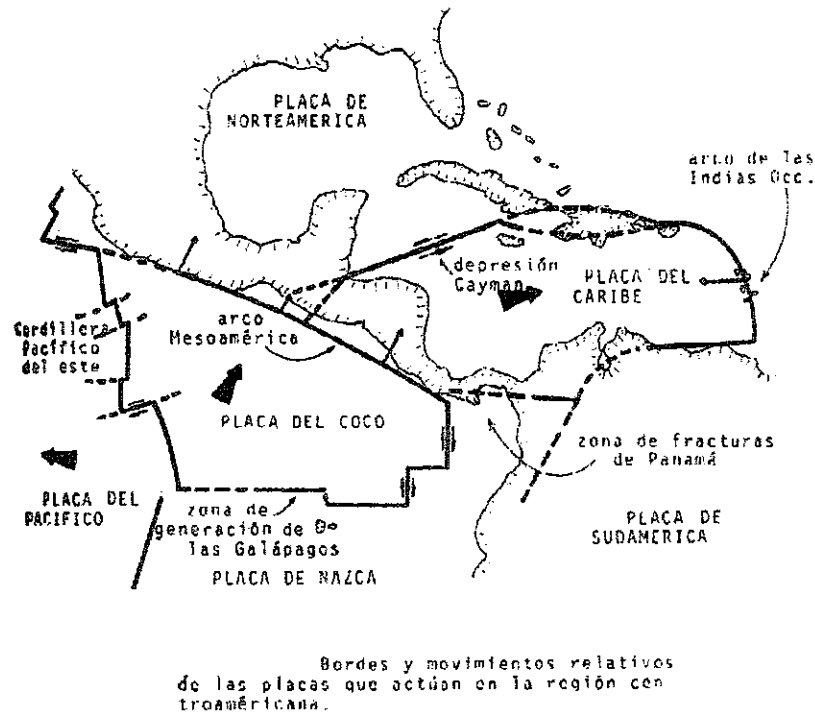 PLACA DE
NORTEAMERICA
arco de las
Indias Occ.
depresión
Cayman
PLACA DEL
CARIBE
arco
Mesoamérica
Cordillera
Pacífico
del este
PLACA DEL COCO
zona de fracturas
de Panamá
PLACA DEL
PACIFICO
zona de
generación de
las Galápagos
PLACA DE
SUDAMERICA
PLACA DE NAZCA
Bordes y movimientos relativos
de las placas que actúan en la región cen
troaméricana.